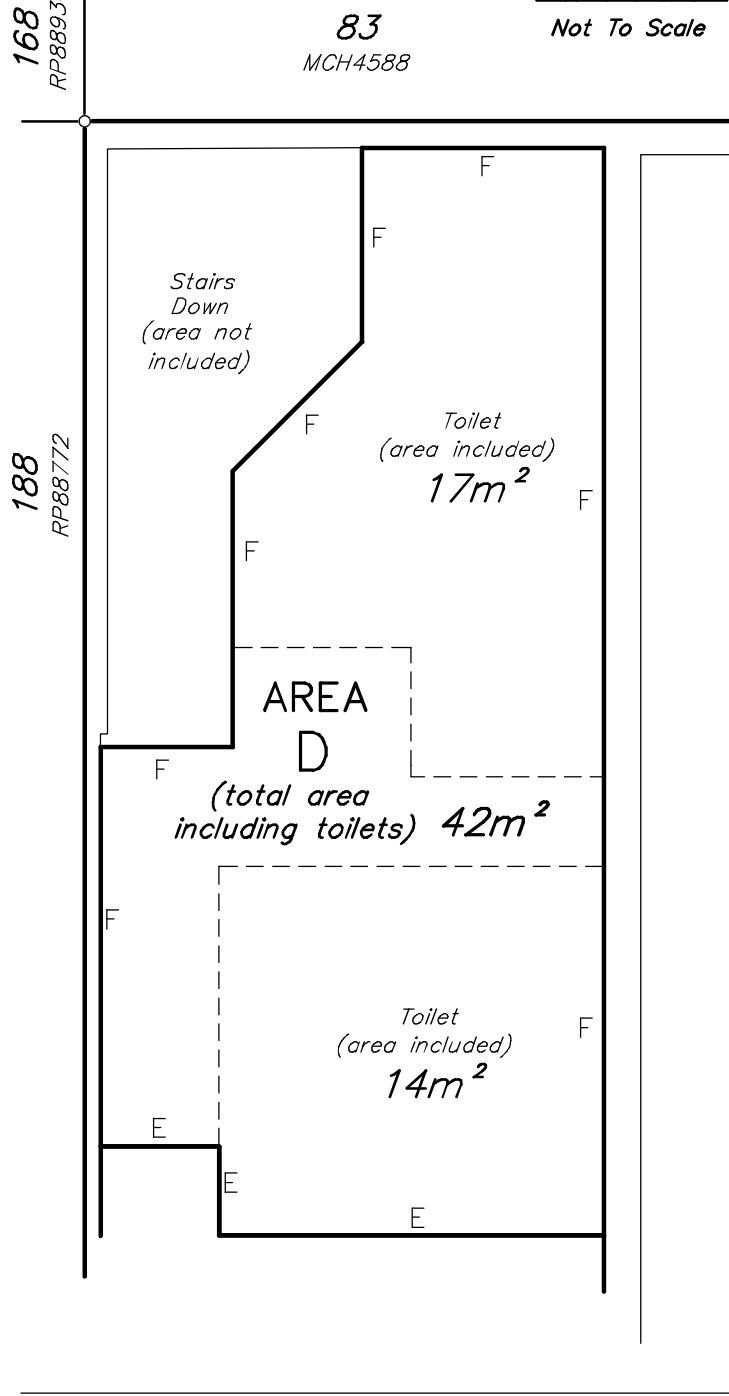 168
RP8893
83
MCH4588
Not To Scale
F
F
Stairs
Down
(area not
included)
F
Toilet
(area included)
17m²
188
RP88772
F
F
AREA
D
(total area
including toilets) 42m²
F
F
Toilet
(area included)
14m²
F
E
E
E